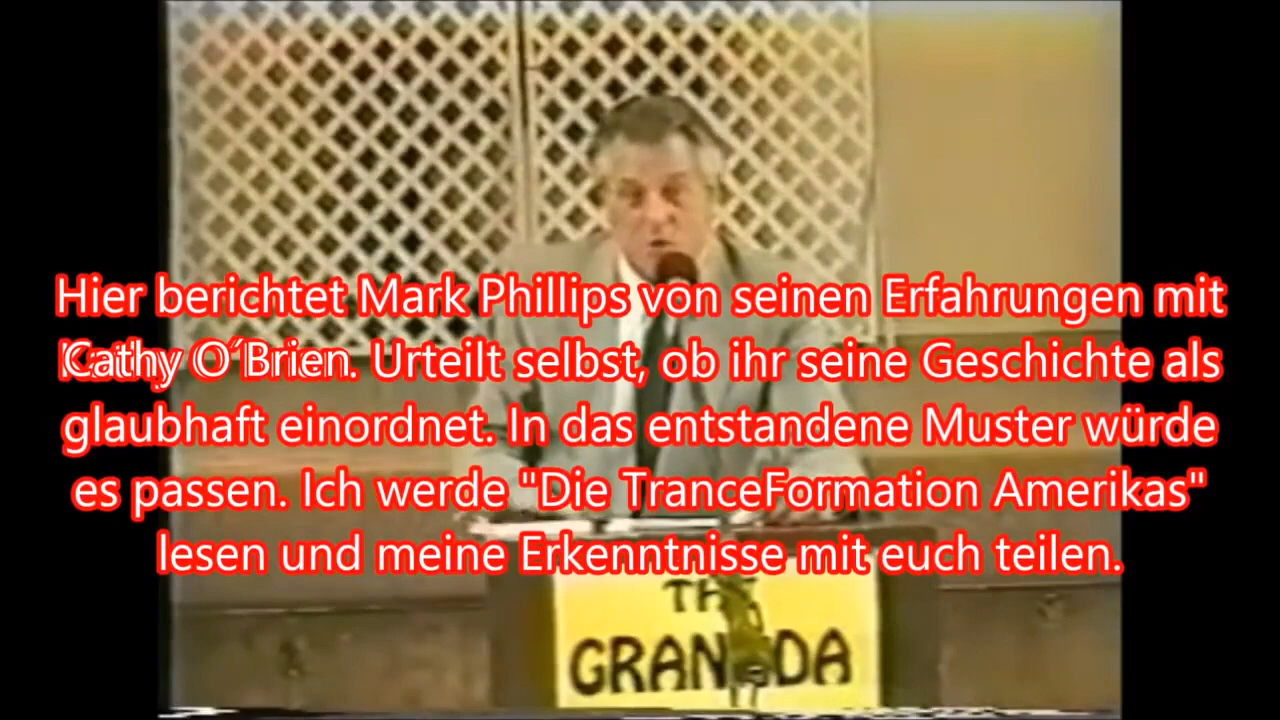 Hier berichtet Mark Phillips von seinen Erfahrungen mit
Cathy O´Brien. Urteilt selbst, ob ihr seine Geschichte als
glaubhaft einordnet. In das entstandene Muster würde
es passen. Ich werde "Die TranceFormation Amerikas"
lesen und meine Erkenntnisse mit euch teilen.
THE
GRANADA